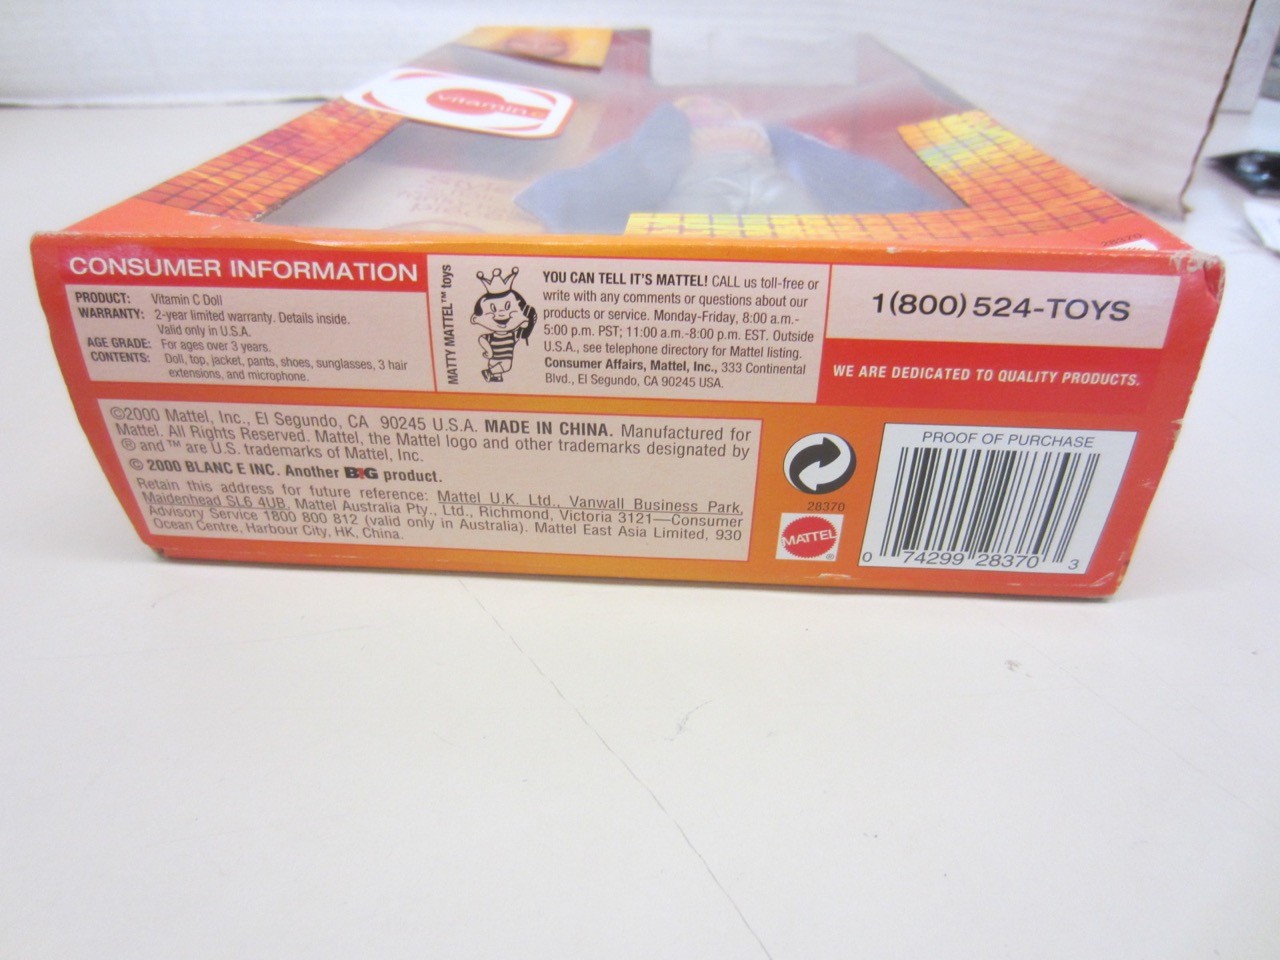 vitamin C
28370
CONSUMER INFORMATION
PRODUCT: Vitamin C Doll
WARRANTY: 2-year limited warranty. Details inside.
Valid only in U.S.A.
AGE GRADE: For ages over 3 years.
CONTENTS: Doll, top, jacket, pants, shoes, sunglasses, 3 hair
extensions, and microphone.
MATTY MATTEL™ toys
YOU CAN TELL IT'S MATTEL! CALL us toll-free or
write with any comments or questions about our
products or service. Monday-Friday, 8:00 a.m.-
5:00 p.m. PST; 11:00 a.m.-8:00 p.m. EST. Outside
U.S.A., see telephone directory for Mattel listing.
Consumer Affairs, Mattel, Inc., 333 Continental
Blvd., El Segundo, CA 90245 USA.
1(800) 524-TOYS
WE ARE DEDICATED TO QUALITY PRODUCTS.
©2000 Mattel, Inc., El Segundo, CA 90245 U.S.A. MADE IN CHINA. Manufactured for
Mattel. All Rights Reserved. Mattel, the Mattel logo and other trademarks designated by
® and ™ are U.S. trademarks of Mattel, Inc.
© 2000 BLANC E INC. Another BIG product.
Retain this address for future reference: Mattel U.K. Ltd., Vanwall Business Park,
Maidenhead SL6 4UB. Mattel Australia Pty., Ltd., Richmond, Victoria 3121—Consumer
Advisory Service 1800 800 812 (valid only in Australia). Mattel East Asia Limited, 930
Ocean Centre, Harbour City, HK, China.
28370
MATTEL®
PROOF OF PURCHASE
0 74299 28370 3